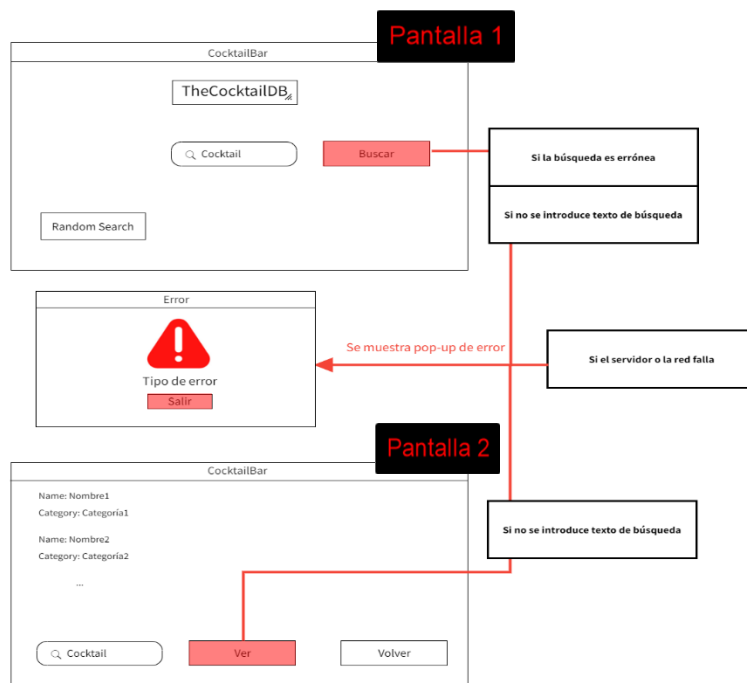 Pantalla 1
CocktailBar
TheCocktailDB
Cocktail
Buscar
Si la búsqueda es errónea
Si no se introduce texto de búsqueda
Random Search
Error
Tipo de error
Salir
Se muestra pop-up de error
Si el servidor o la red falla
Pantalla 2
CocktailBar
Name: Nombre1
Category: Categoría1
Name: Nombre2
Category: Categoría2
...
Si no se introduce texto de búsqueda
Cocktail
Ver
Volver